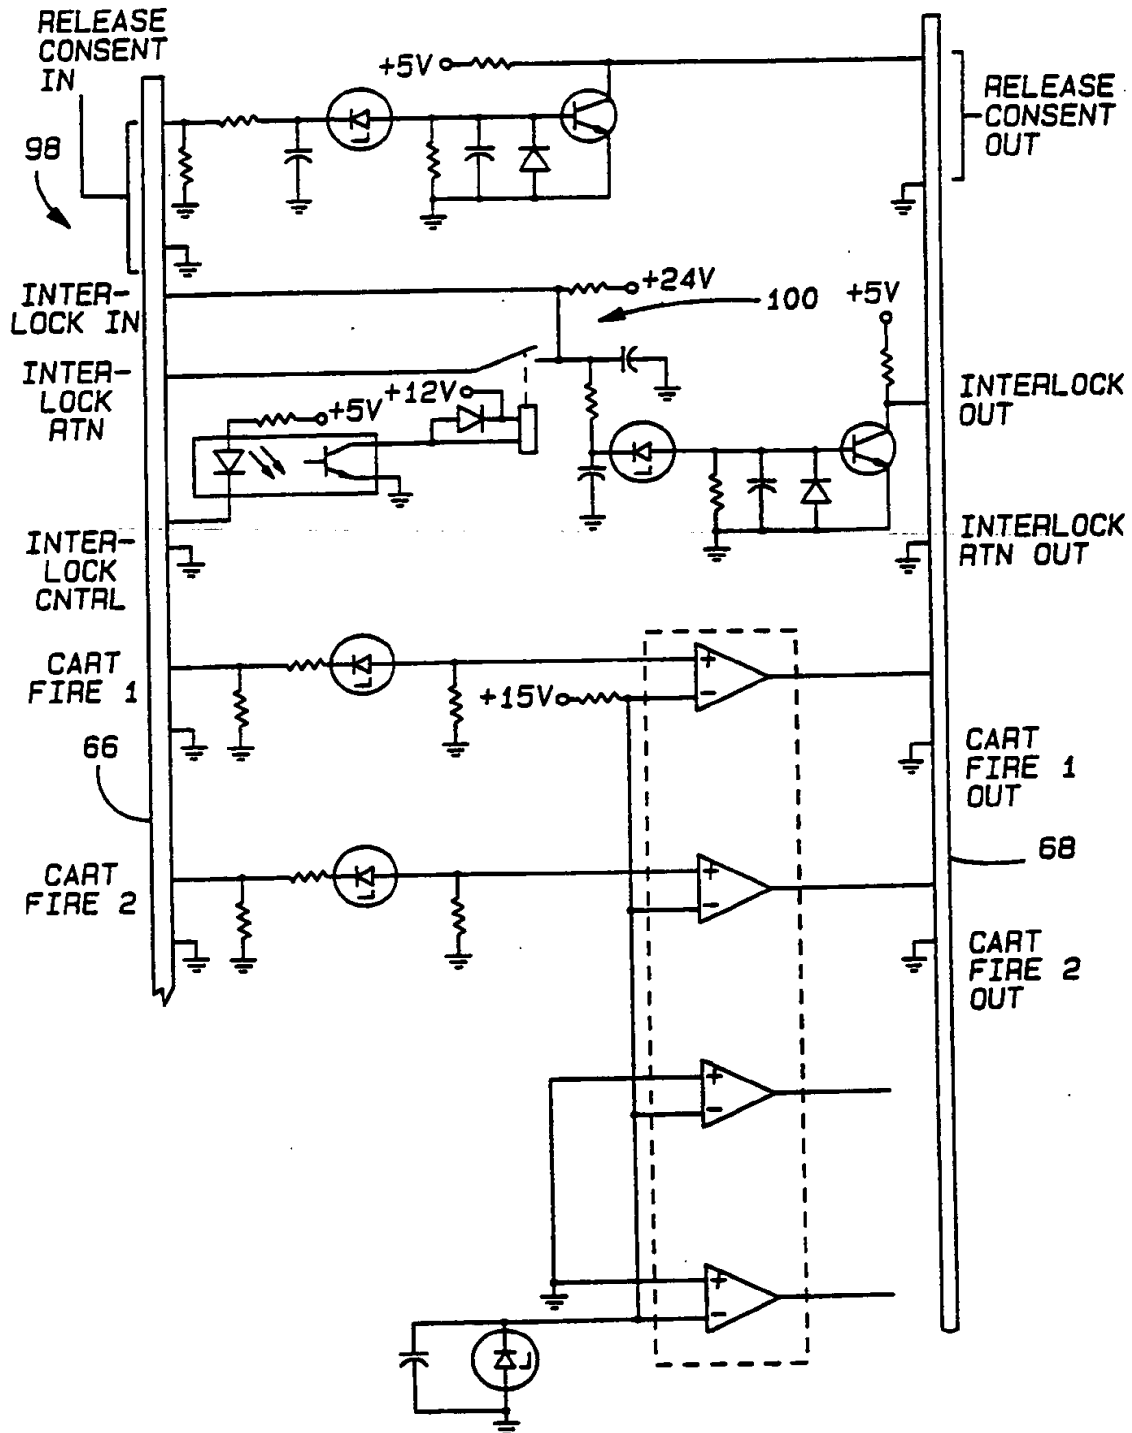 RELEASE
CONSENT
IN
98
+5V
RELEASE
CONSENT
OUT
INTER-
LOCK IN
+24V
100
+5V
INTER-
LOCK
RTN
+12V
+5V
INTERLOCK
OUT
INTER-
LOCK
CNTRL
INTERLOCK
RTN OUT
CART
FIRE 1
+15V
+
-
66
CART
FIRE 1
OUT
68
CART
FIRE 2
+
-
CART
FIRE 2
OUT
+
-
+
-